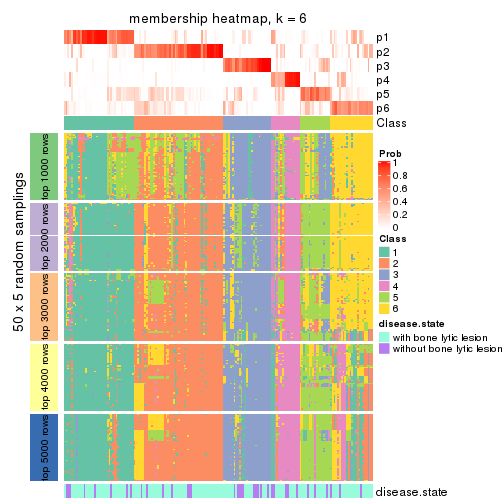 membership heatmap, k = 6
p1
p2
p3
p4
p5
p6
Class
50 x 5 random samplings
top 1000 rows
top 2000 rows
top 3000 rows
top 4000 rows
top 5000 rows
disease.state
Prob
1
0.8
0.6
0.4
0.2
0
Class
1
2
3
4
5
6
disease.state
with bone lytic lesion
without bone lytic lesion